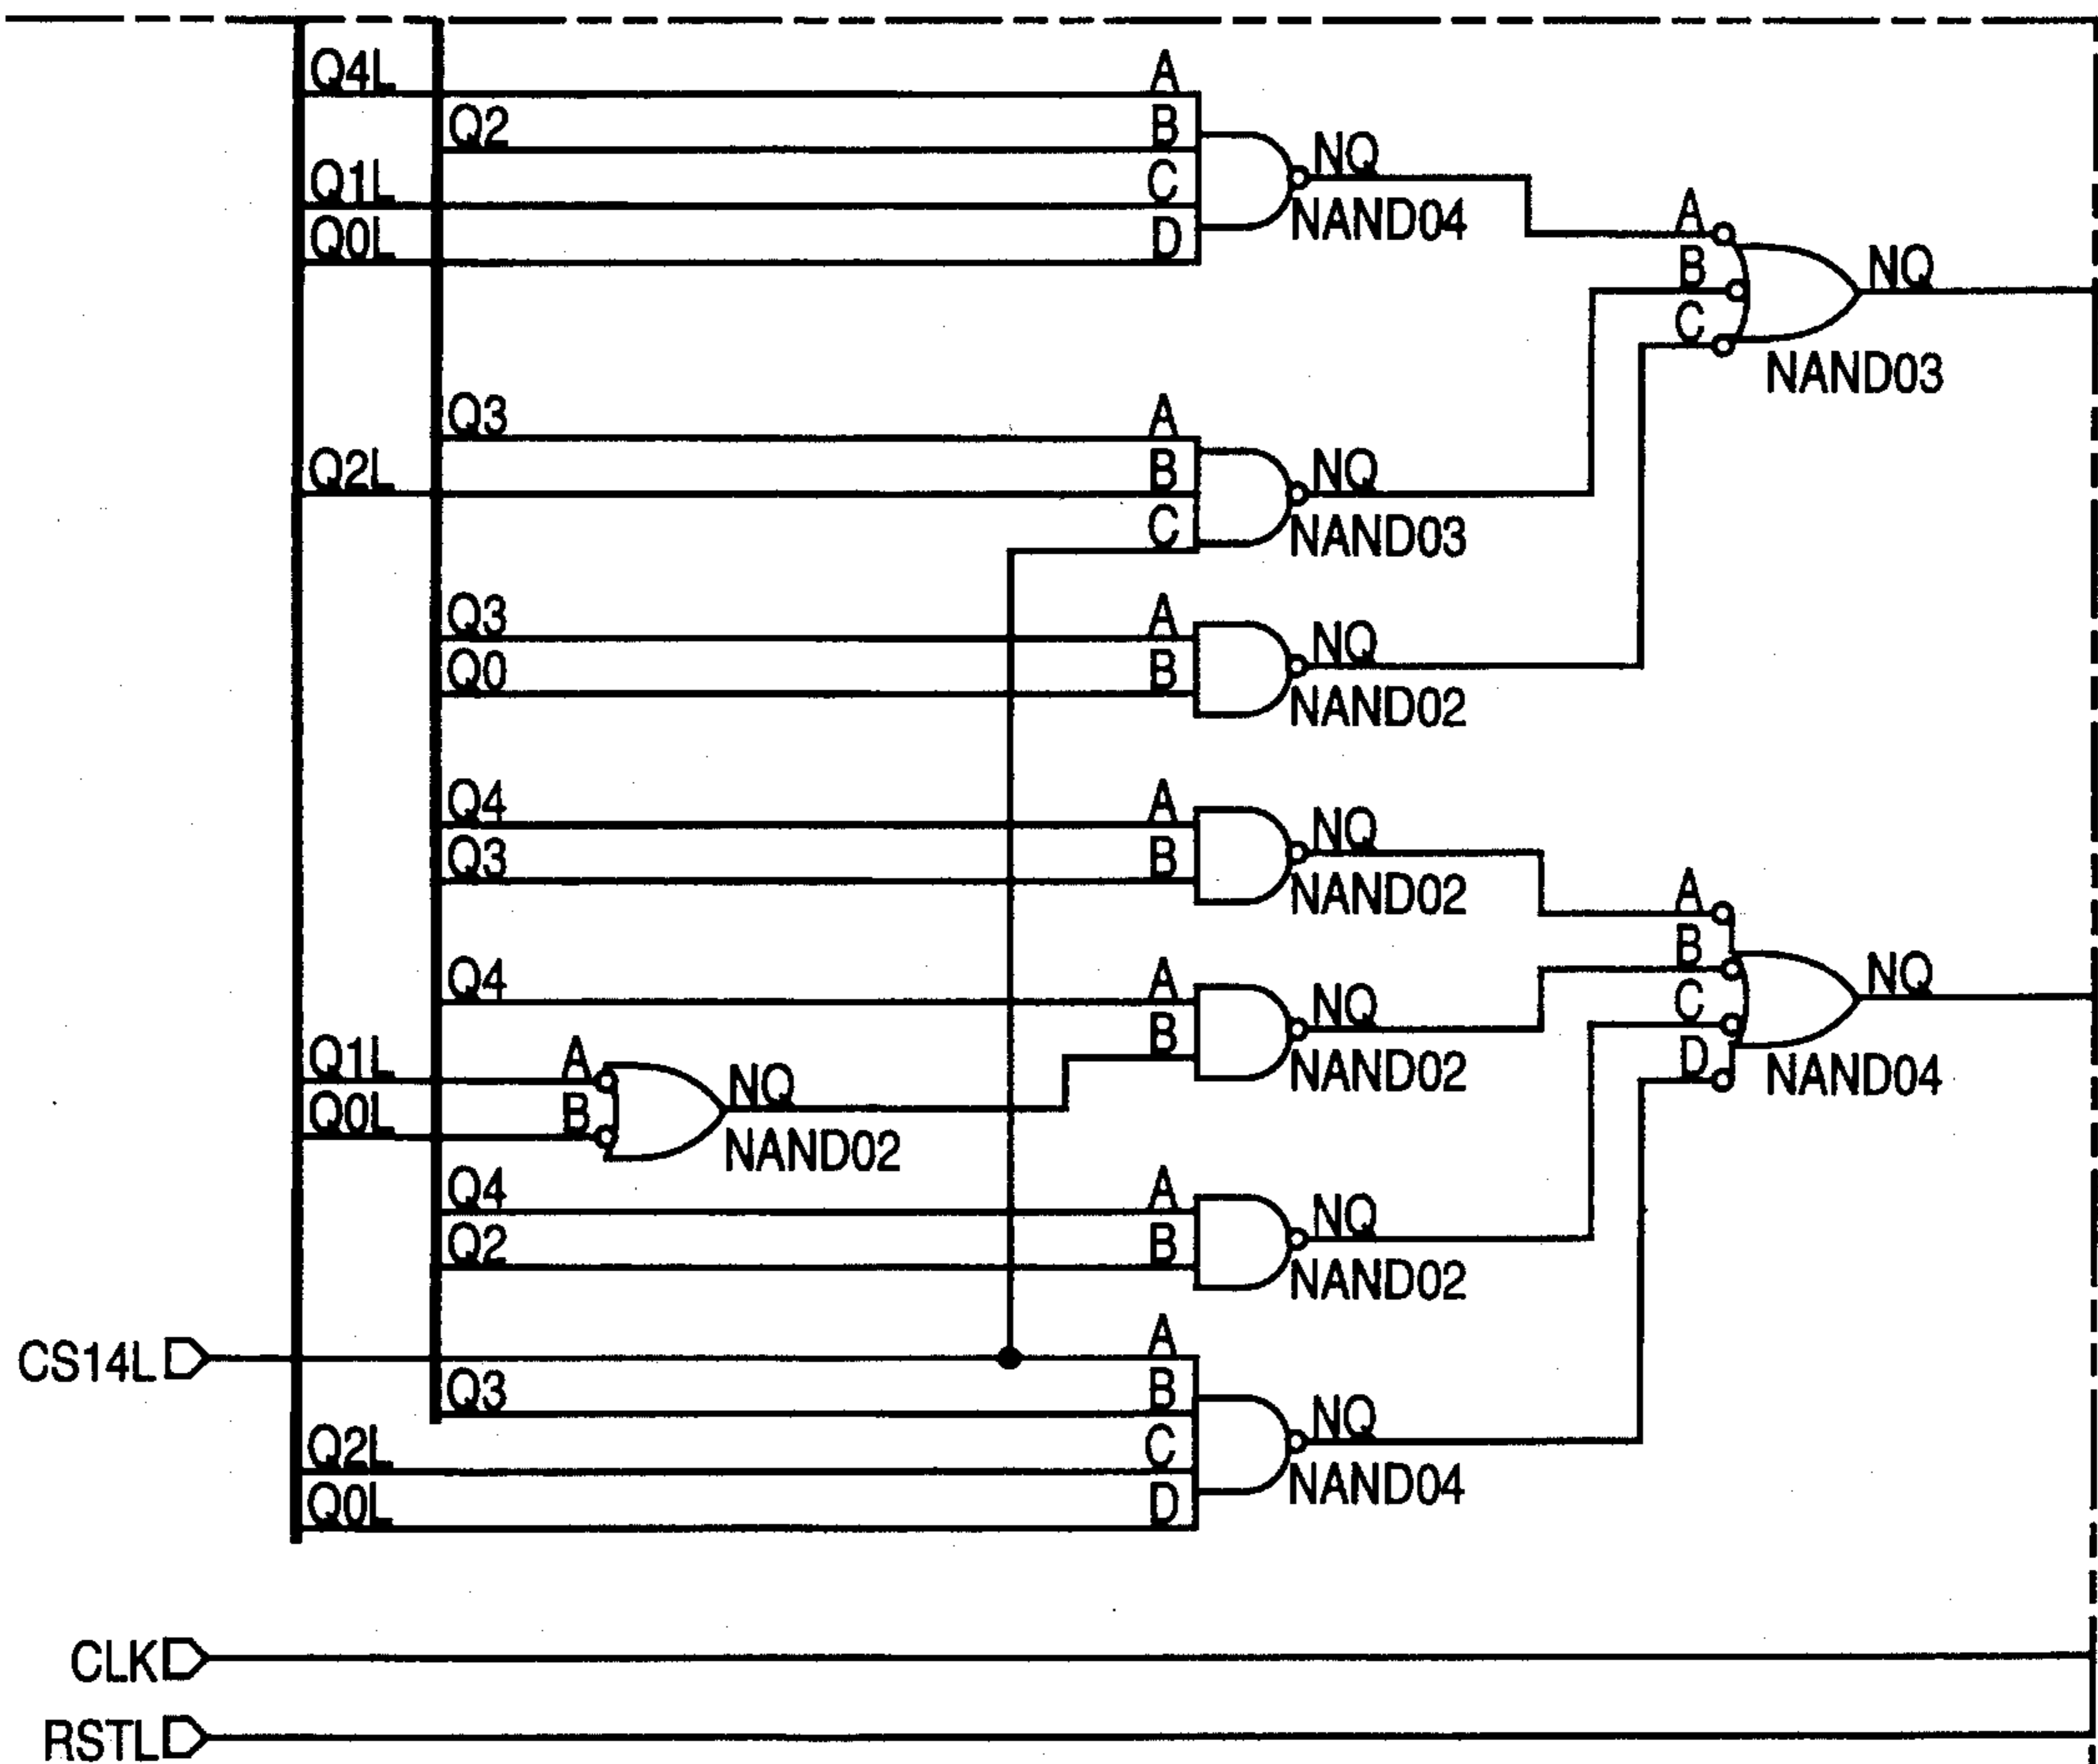 Q4L A
Q2 B
Q1L C NQ
Q0L D NAND04
A
B NQ
C
NAND03
Q3 A
Q2L B NQ
C NAND03
Q3 A NQ
Q0 B NAND02
Q4 A NQ
Q3 B NAND02
A
B
C NQ
D NAND04
Q4 A NQ
B NAND02
Q1L A NQ
Q0L B NAND02
Q4 A NQ
Q2 B NAND02
CS14L A
Q3 B NQ
Q2L C NAND04
Q0L D
CLK
RSTL